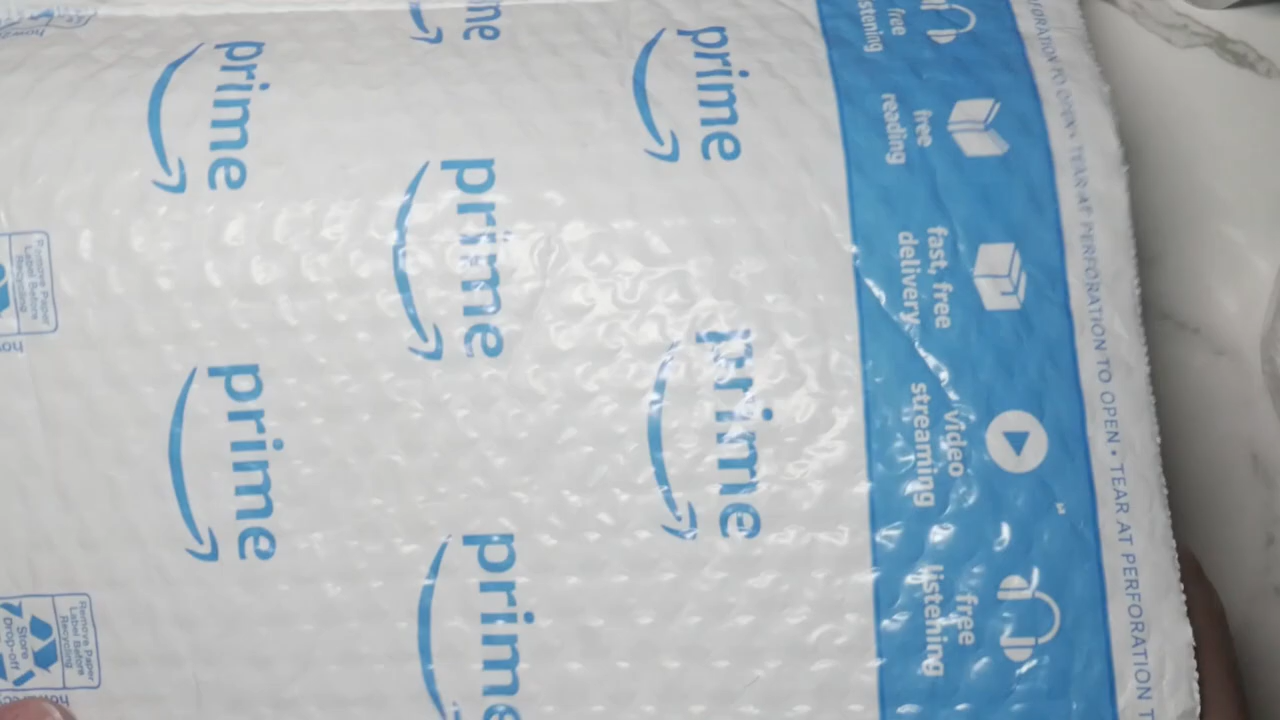 free
listening
free
reading
fast, free
delivery
video
streaming
free
listening
PERFORATION TO OPEN • TEAR AT PERFORATION TO OPEN • TEAR AT PERFORATION T
prime
prime
prime
prime
prime
prime
prime
Remove Paper
Label Before
Recycling
Remove Paper
Label Before
Recycling
Store
Drop-off